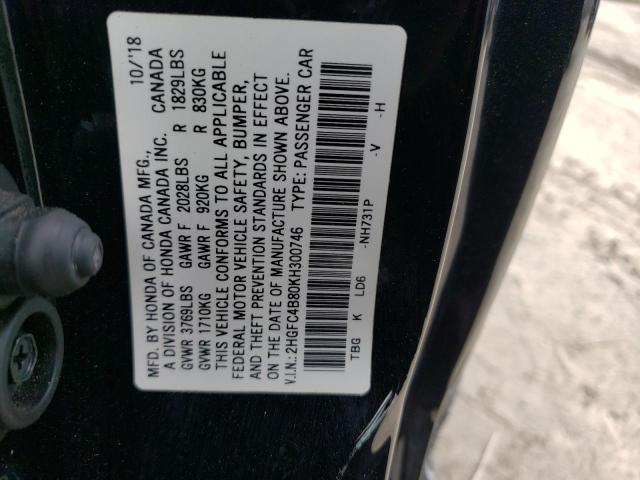 MFD. BY HONDA OF CANADA MFG., 10/'18
A DIVISION OF HONDA CANADA INC. CANADA
GVWR 3769LBS GAWR F 2028LBS R 1829LBS
GVWR 1710KG GAWR F 920KG R 830KG
THIS VEHICLE CONFORMS TO ALL APPLICABLE
FEDERAL MOTOR VEHICLE SAFETY, BUMPER,
AND THEFT PREVENTION STANDARDS IN EFFECT
ON THE DATE OF MANUFACTURE SHOWN ABOVE.
V.I.N.: 2HGFC4B80KH300746 TYPE: PASSENGER CAR
TBG K LD6 -NH731P -V -H